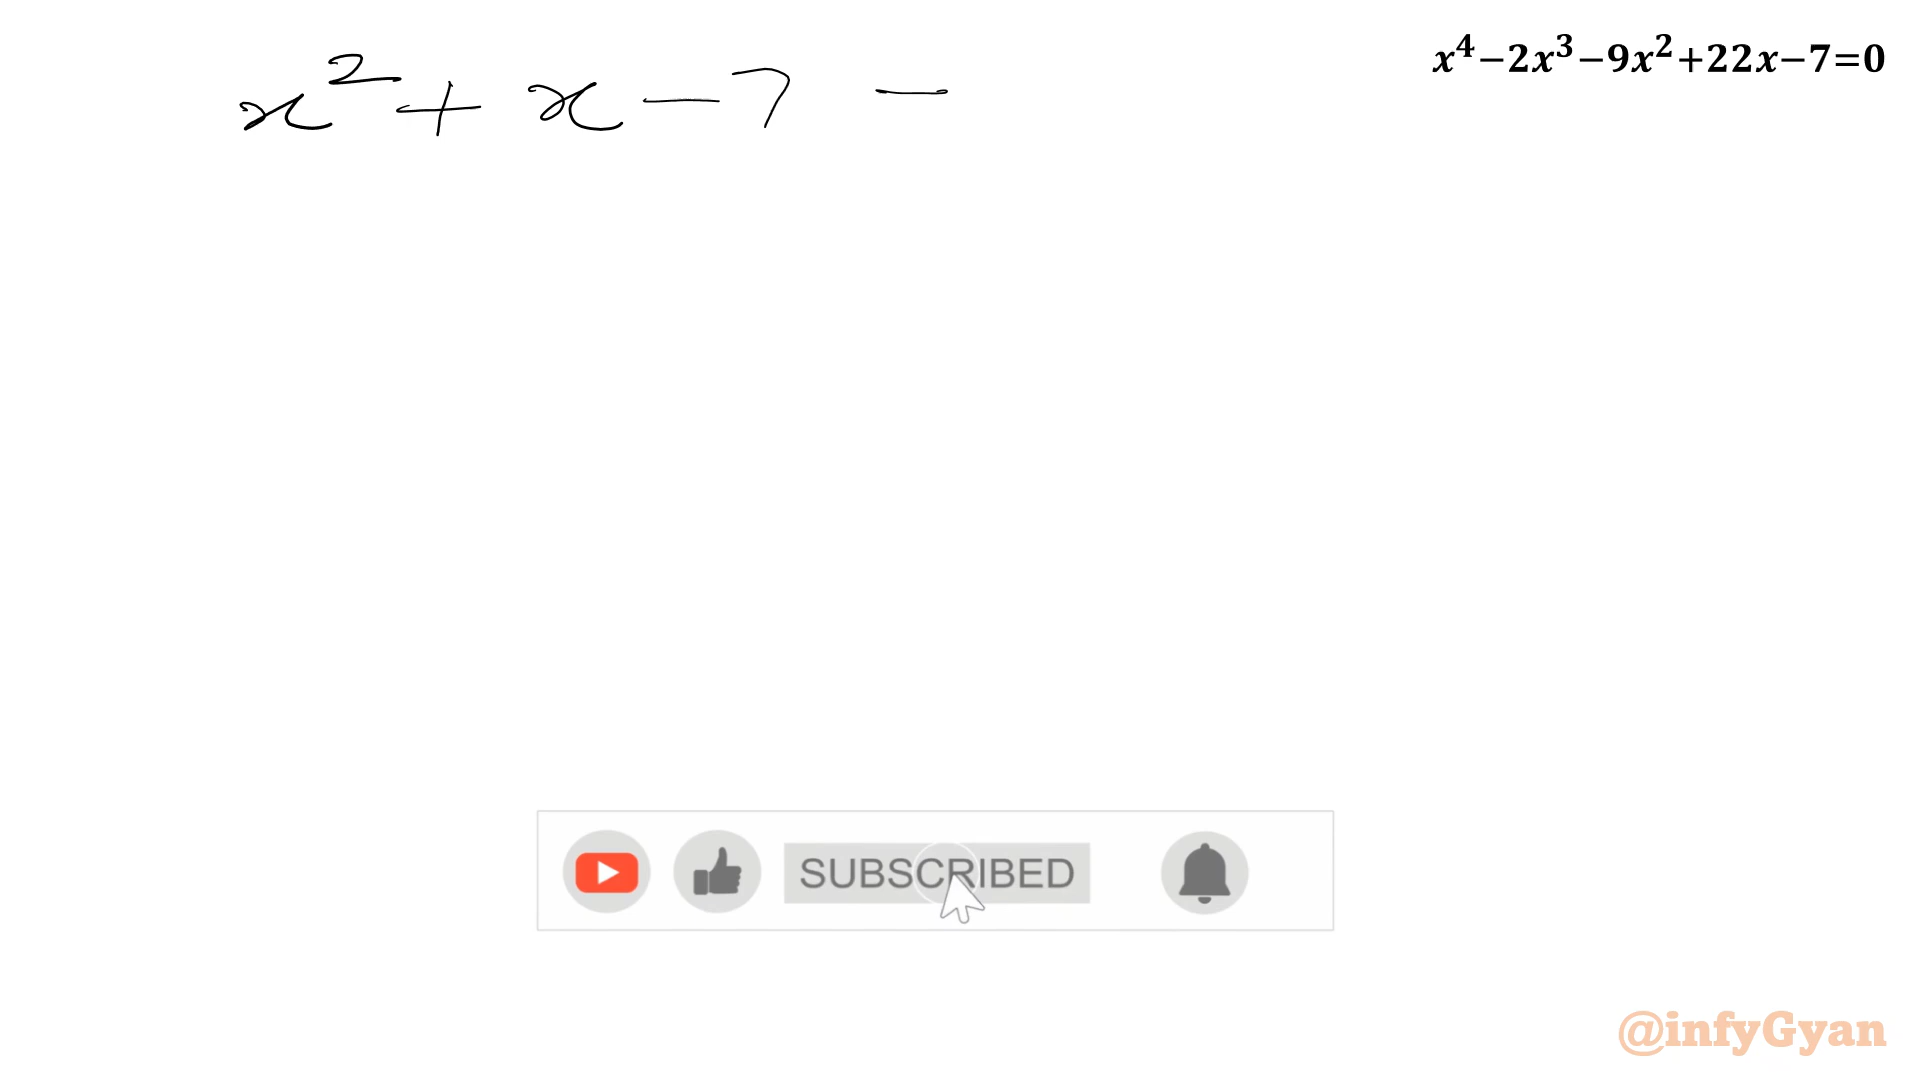 x⁴−2x³−9x²+22x−7=0
x² + x − 7 −
SUBSCRIBED
@infyGyan